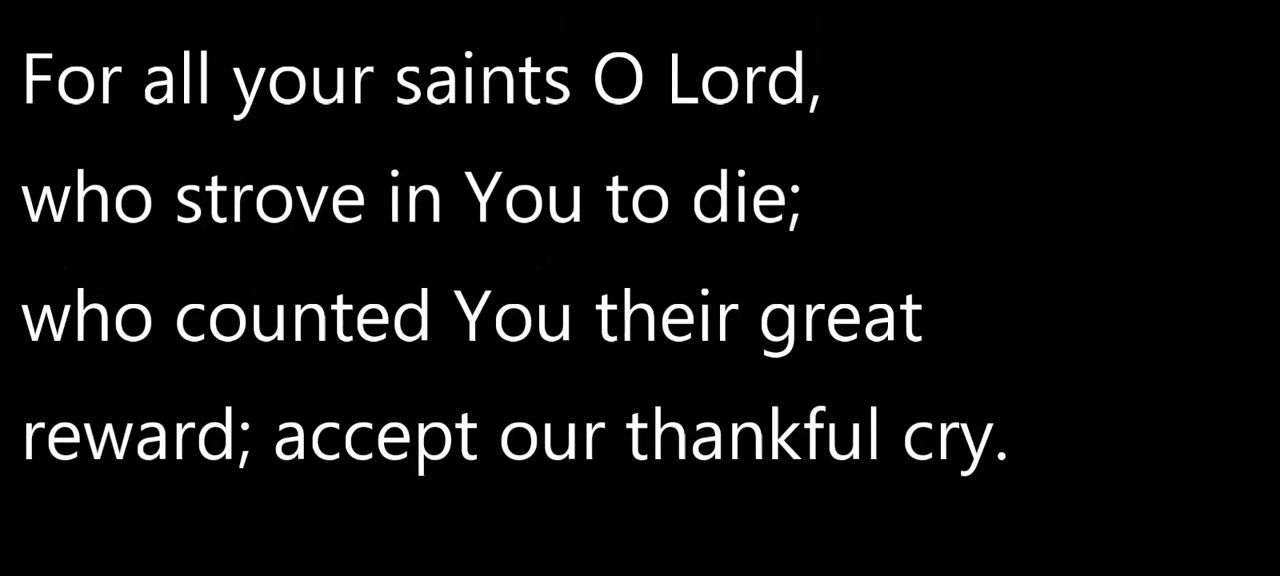 For all your saints O Lord,
who strove in You to die;
who counted You their great
reward; accept our thankful cry.